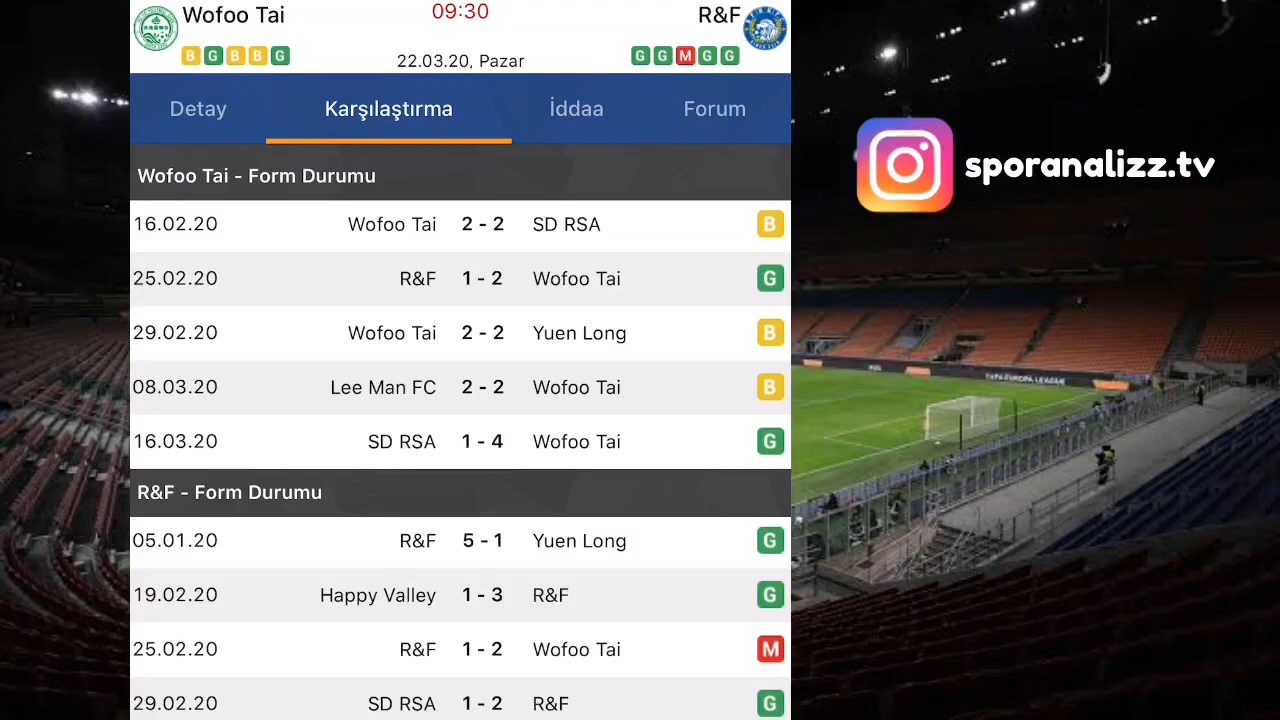 Wofoo Tai 09:30 R&F
B G B B G 22.03.20, Pazar G G M G G
Detay Karşılaştırma İddaa Forum
sporanalizz.tv
Wofoo Tai - Form Durumu
16.02.20 Wofoo Tai 2 - 2 SD RSA B
25.02.20 R&F 1 - 2 Wofoo Tai G
29.02.20 Wofoo Tai 2 - 2 Yuen Long B
08.03.20 Lee Man FC 2 - 2 Wofoo Tai B
16.03.20 SD RSA 1 - 4 Wofoo Tai G
R&F - Form Durumu
05.01.20 R&F 5 - 1 Yuen Long G
19.02.20 Happy Valley 1 - 3 R&F G
25.02.20 R&F 1 - 2 Wofoo Tai M
29.02.20 SD RSA 1 - 2 R&F G